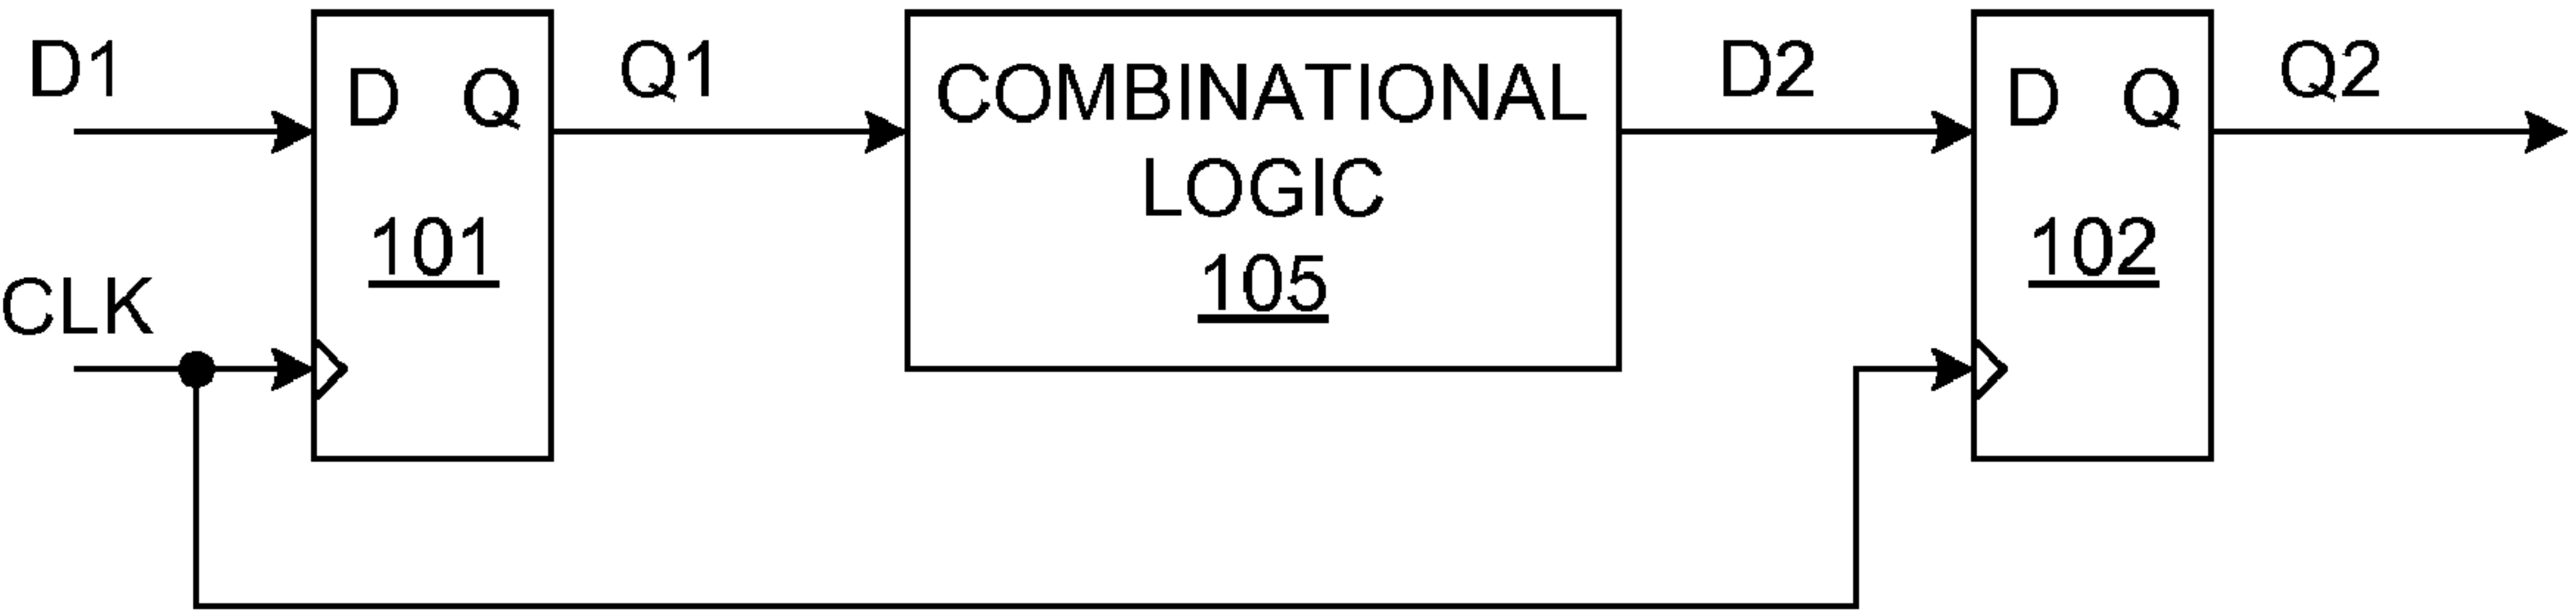 D1
D Q
Q1
COMBINATIONAL
LOGIC
105
D2
D Q
Q2
101
102
CLK